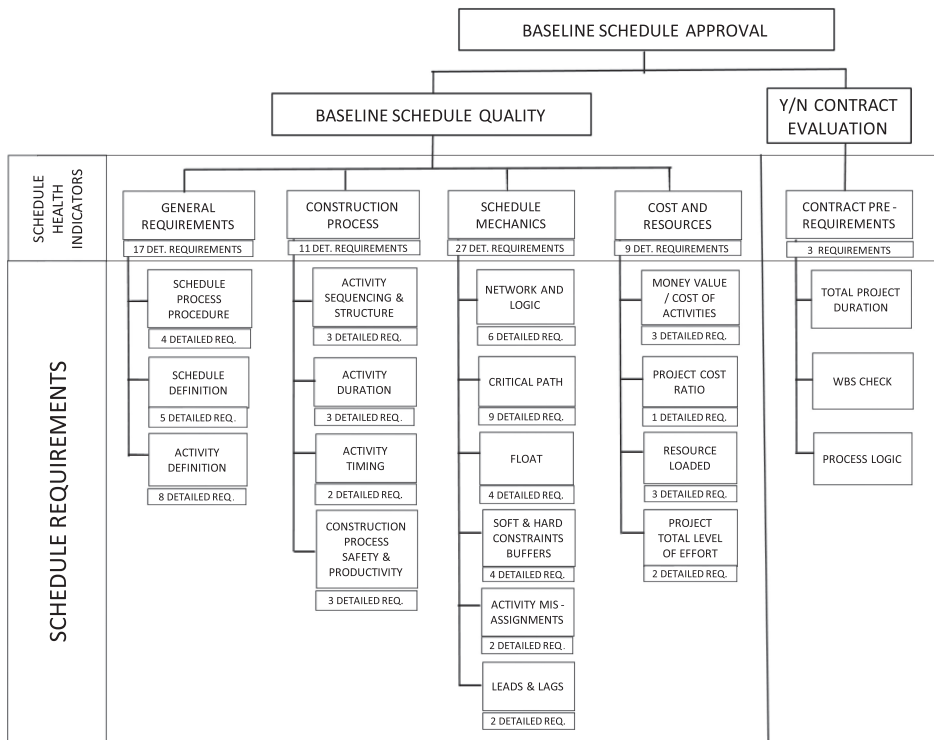 BASELINE SCHEDULE APPROVAL
BASELINE SCHEDULE QUALITY
Y/N CONTRACT
EVALUATION
SCHEDULE
HEALTH
INDICATORS
GENERAL
REQUIREMENTS
17 DET. REQUIREMENTS
CONSTRUCTION
PROCESS
11 DET. REQUIREMENTS
SCHEDULE
MECHANICS
27 DET. REQUIREMENTS
COST AND
RESOURCES
9 DET. REQUIREMENTS
CONTRACT PRE-
REQUIREMENTS
3 REQUIREMENTS
SCHEDULE REQUIREMENTS
SCHEDULE
PROCESS
PROCEDURE
4 DETAILED REQ.
SCHEDULE
DEFINITION
5 DETAILED REQ.
ACTIVITY
DEFINITION
8 DETAILED REQ.
ACTIVITY
SEQUENCING &
STRUCTURE
3 DETAILED REQ.
ACTIVITY
DURATION
3 DETAILED REQ.
ACTIVITY
TIMING
2 DETAILED REQ.
CONSTRUCTION
PROCESS
SAFETY &
PRODUCTIVITY
3 DETAILED REQ.
NETWORK AND
LOGIC
6 DETAILED REQ.
CRITICAL PATH
9 DETAILED REQ.
FLOAT
4 DETAILED REQ.
SOFT & HARD
CONSTRAINTS
BUFFERS
4 DETAILED REQ.
ACTIVITY MIS-
ASSIGNMENTS
2 DETAILED REQ.
LEADS & LAGS
2 DETAILED REQ.
MONEY VALUE
/ COST OF
ACTIVITIES
3 DETAILED REQ.
PROJECT COST
RATIO
1 DETAILED REQ.
RESOURCE
LOADED
3 DETAILED REQ.
PROJECT
TOTAL LEVEL
OF EFFORT
2 DETAILED REQ.
TOTAL PROJECT
DURATION
WBS CHECK
PROCESS LOGIC